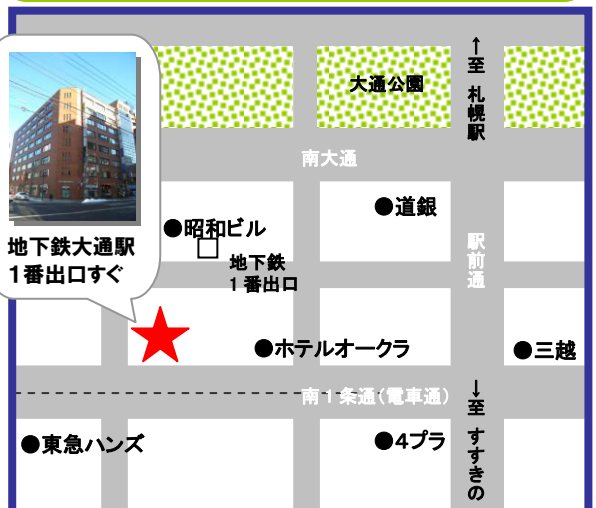 ↑至 札幌駅
大通公園
南大通
●道銀
●昭和ビル
駅前通
地下鉄大通駅
1番出口すぐ
地下鉄
1番出口
●ホテルオークラ
●三越
南1条通(電車通)
↓至 すすきの
●東急ハンズ
●4プラ